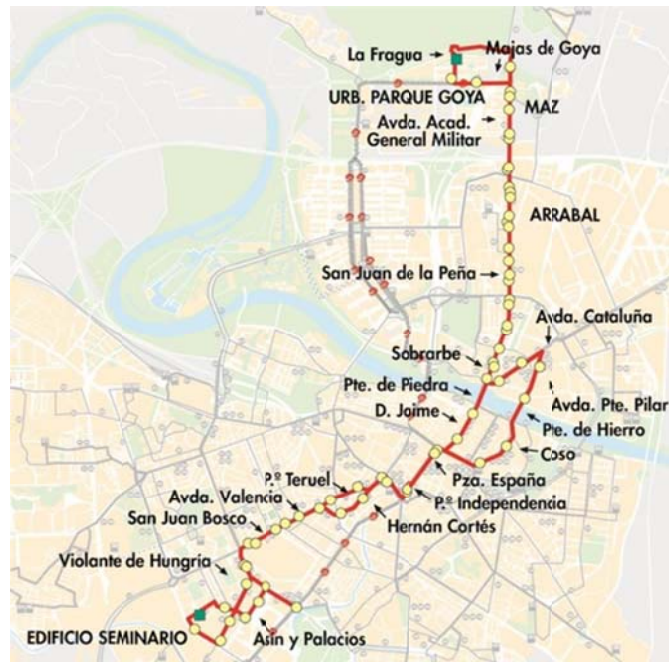 La Fragua
Majas de Goya
URB. PARQUE GOYA
MAZ
Avda. Acad.
General Militar
ARRABAL
San Juan de la Peña
Avda. Cataluña
Sobrarbe
Pte. de Piedra
Avda. Pte. Pilar
D. Jaime
Pte. de Hierro
Coso
Pza. España
P.º Teruel
P.º Independencia
Avda. Valencia
Hernán Cortés
San Juan Bosco
Violante de Hungría
EDIFICIO SEMINARIO
Asín y Palacios